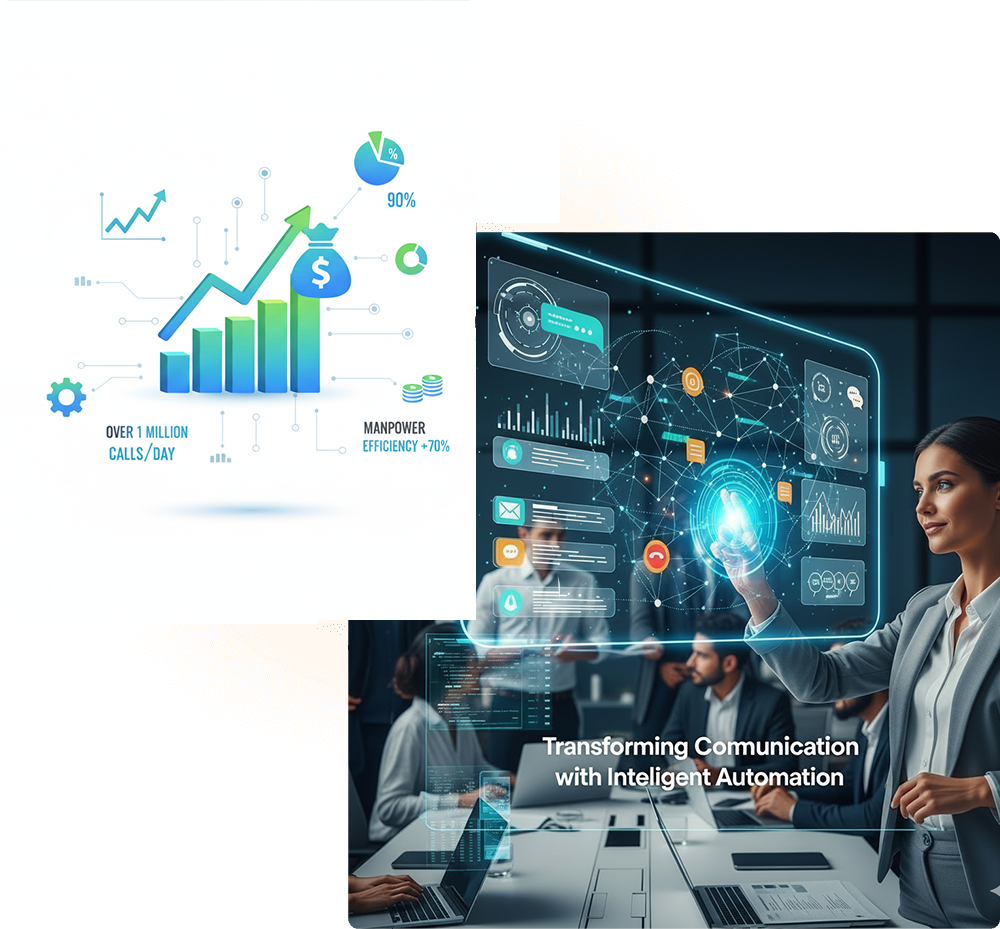 %
90%
$
OVER 1 MILLION
CALLS/DAY
MANPOWER
EFFICIENCY +70%
Transforming Comunication
with Inteligent Automation